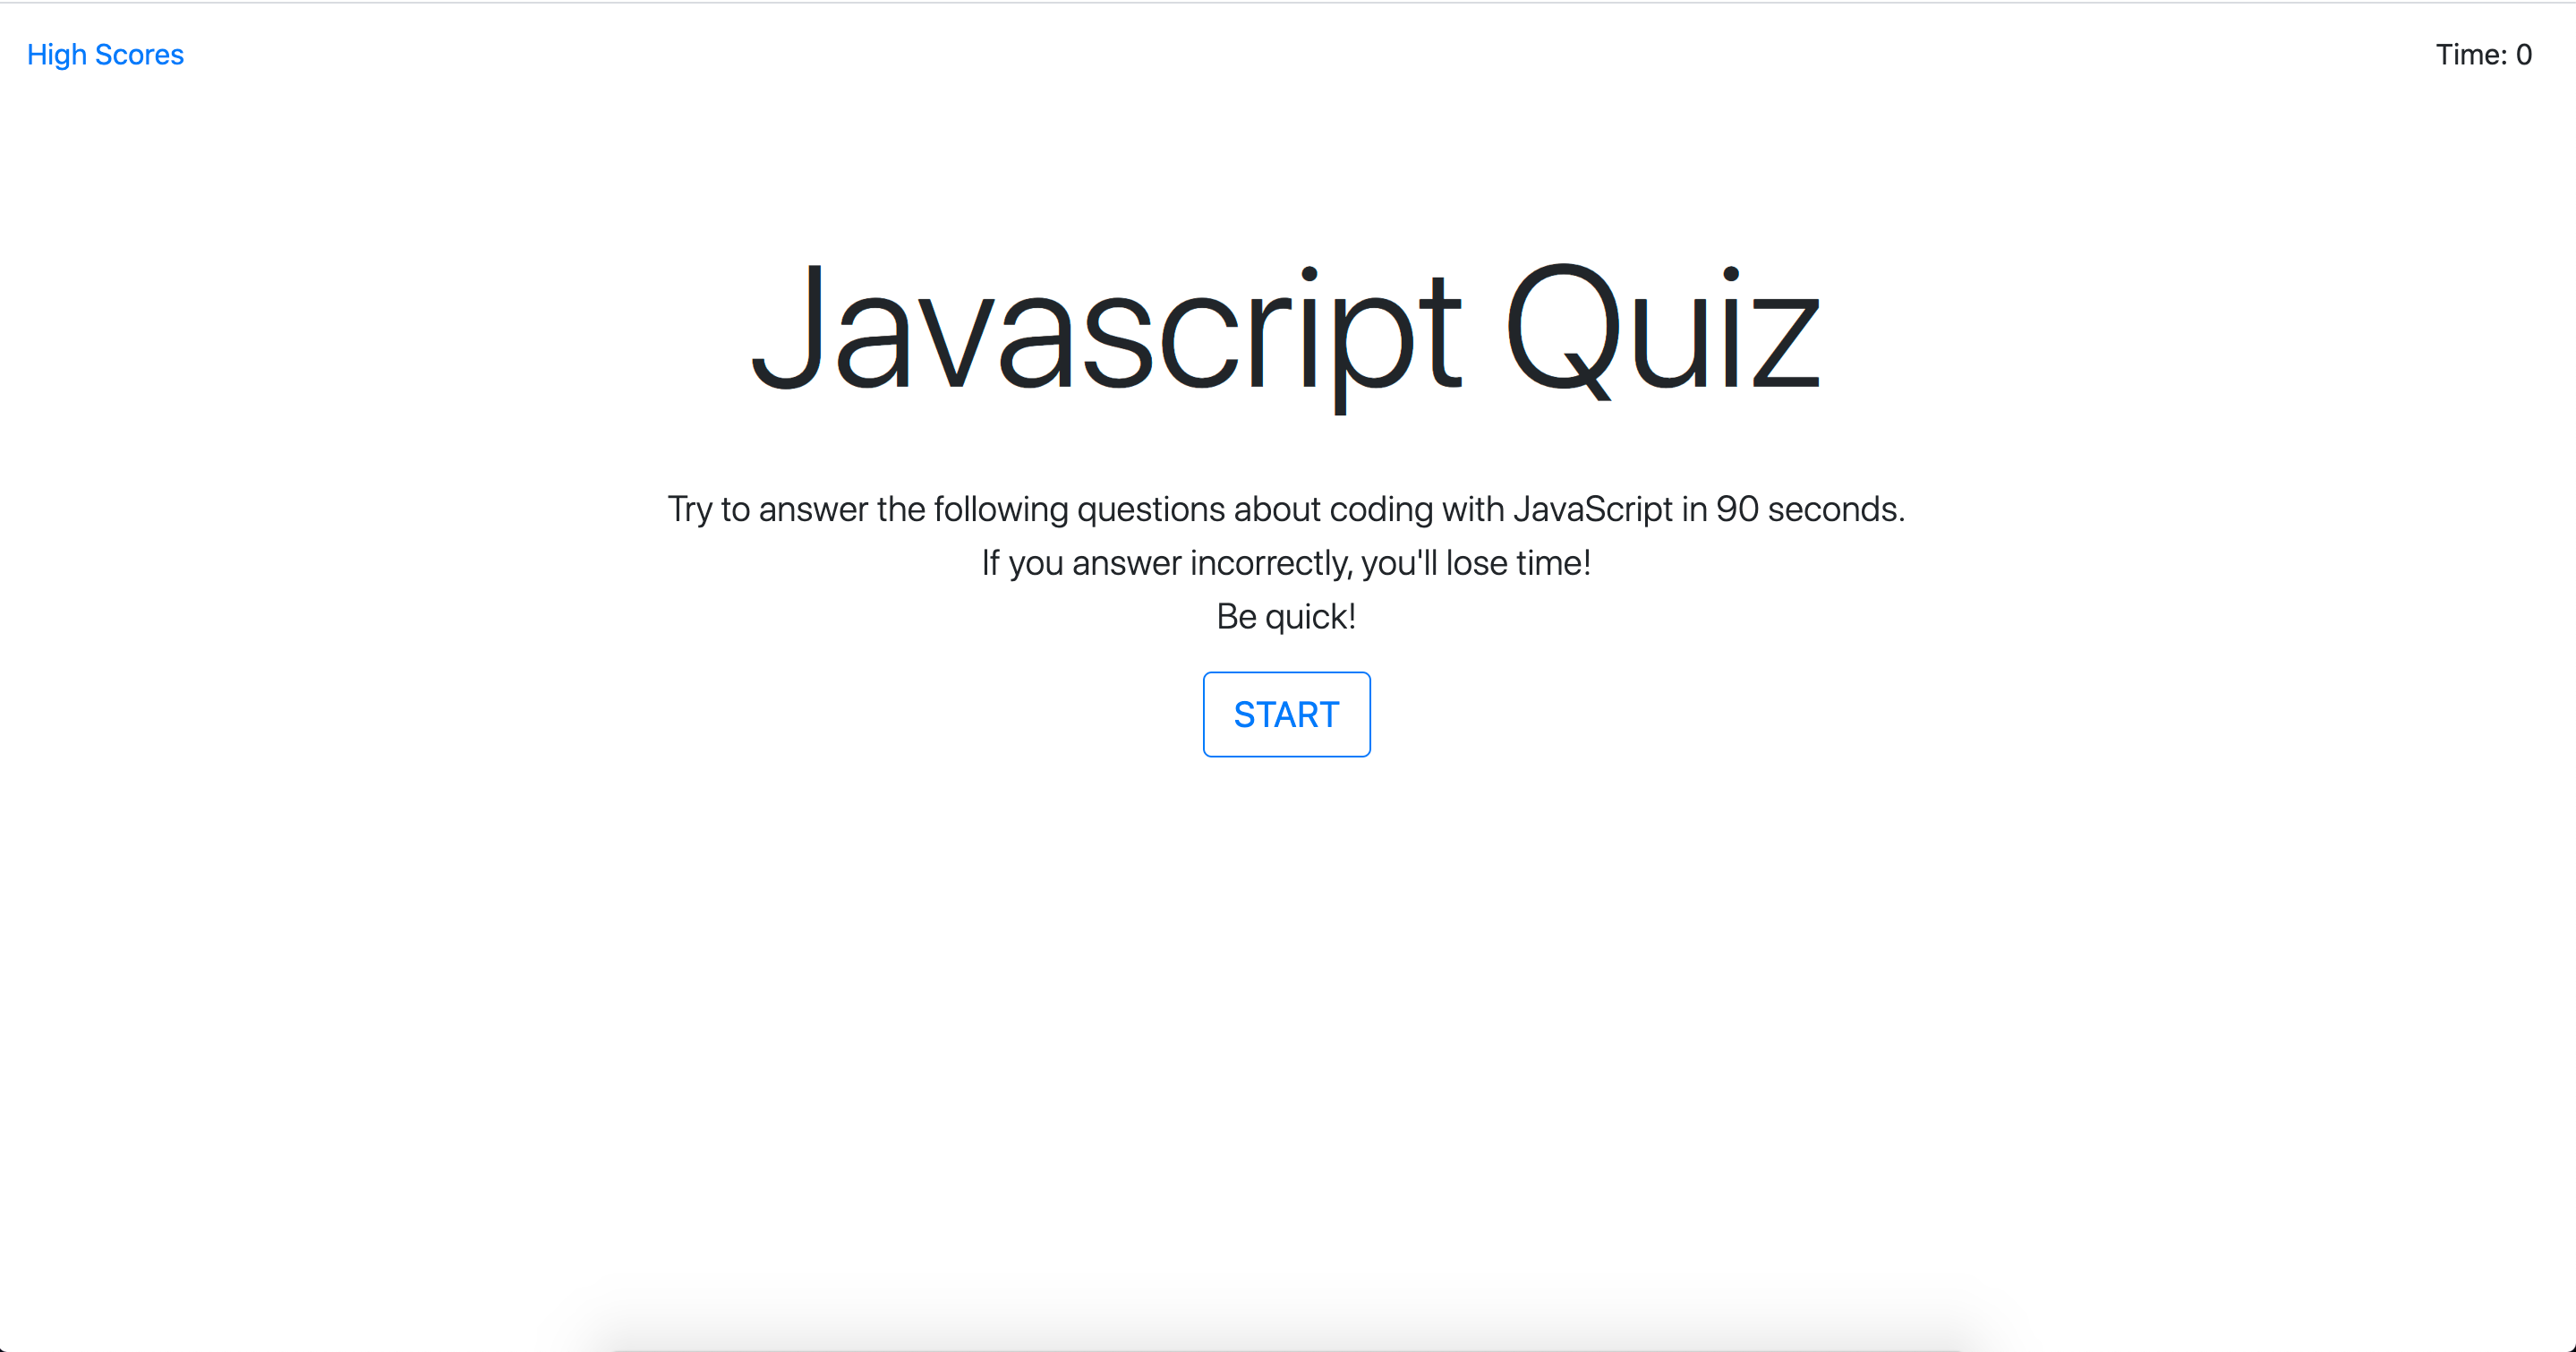 High Scores
Time: 0
Javascript Quiz
Try to answer the following questions about coding with JavaScript in 90 seconds.
If you answer incorrectly, you'll lose time!
Be quick!
START